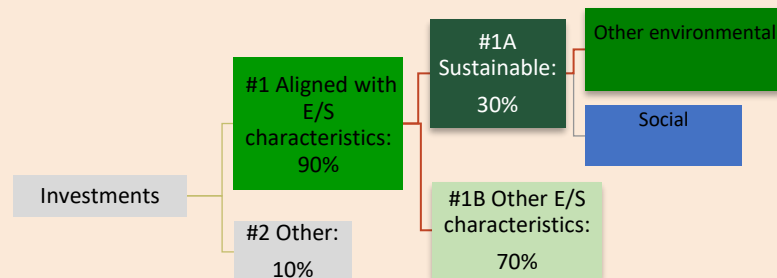 Investments
#1 Aligned with
E/S
characteristics:
90%
#2 Other:
10%
#1A
Sustainable:
30%
#1B Other E/S
characteristics:
70%
Other environmental
Social